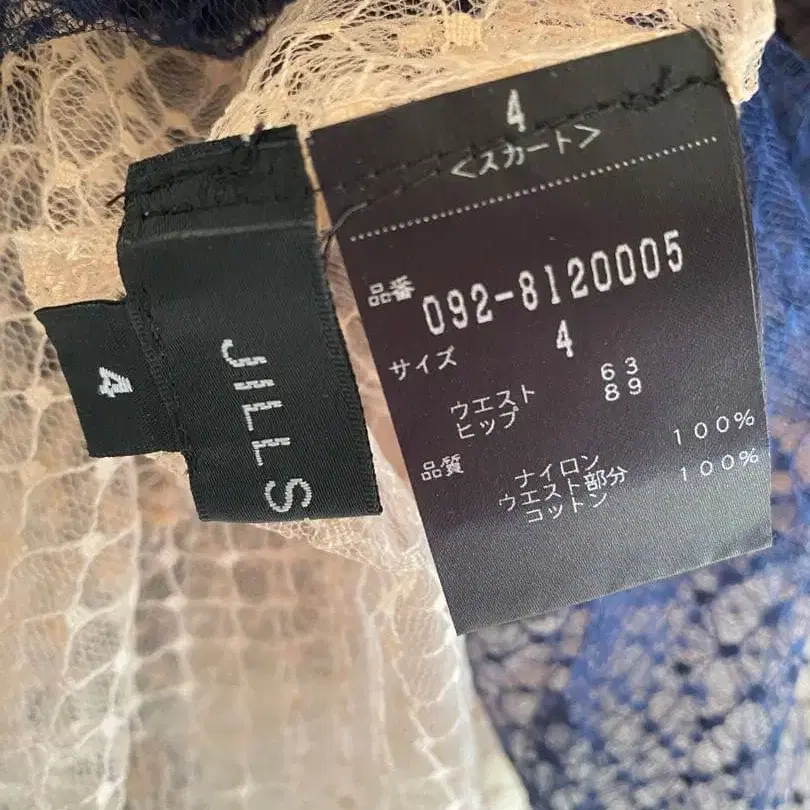 4
JILLS
4
<スカート>
品番 092-8120005
サイズ 4
ウエスト 63
ヒップ 89
品質
ナイロン 100%
ウエスト部分
コットン 100%